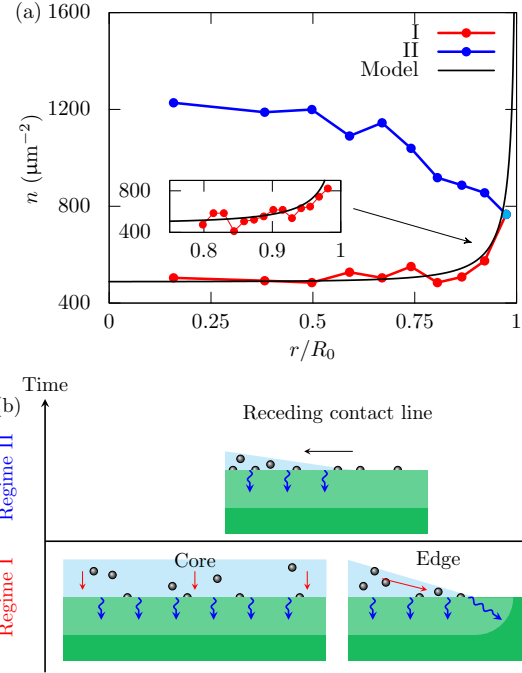 (a)
1600
1200
800
400
n (μm⁻²)
I
II
Model
800
400
0.8
0.9
1
0
0.25
0.5
0.75
1
r/R₀
Time
(b)
Receding contact line
Regime II
Core
Edge
Regime I